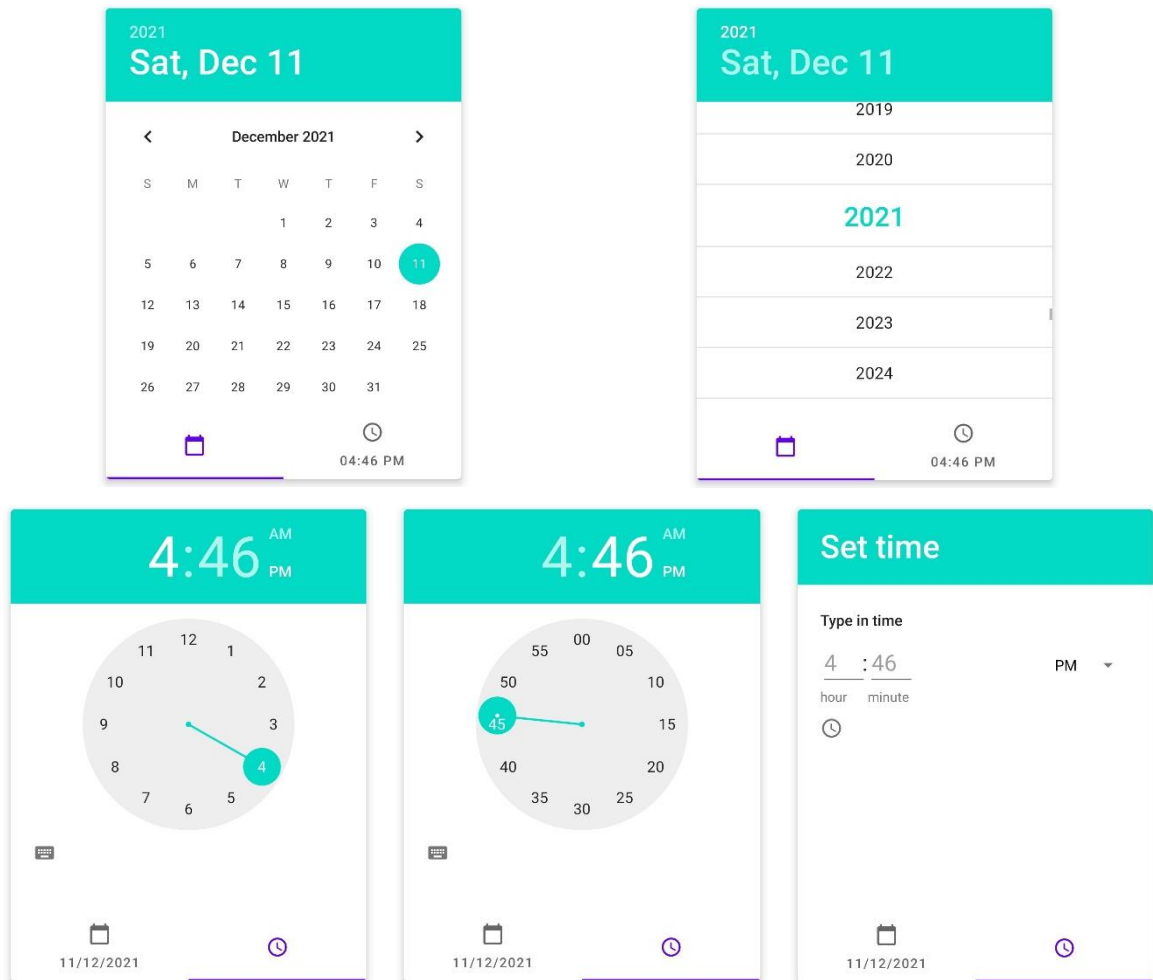 2021
Sat, Dec 11
December 2021
S M T W T F S
1 2 3 4
5 6 7 8 9 10 11
12 13 14 15 16 17 18
19 20 21 22 23 24 25
26 27 28 29 30 31
04:46 PM
2021
Sat, Dec 11
2019
2020
2021
2022
2023
2024
04:46 PM
4:46 AM
PM
12
11 1
10 2
9 3
8 4
7 5
6
11/12/2021
4:46 AM
PM
00
55 05
50 10
45 15
40 20
35 25
30
11/12/2021
Set time
Type in time
4 : 46 PM
hour minute
11/12/2021